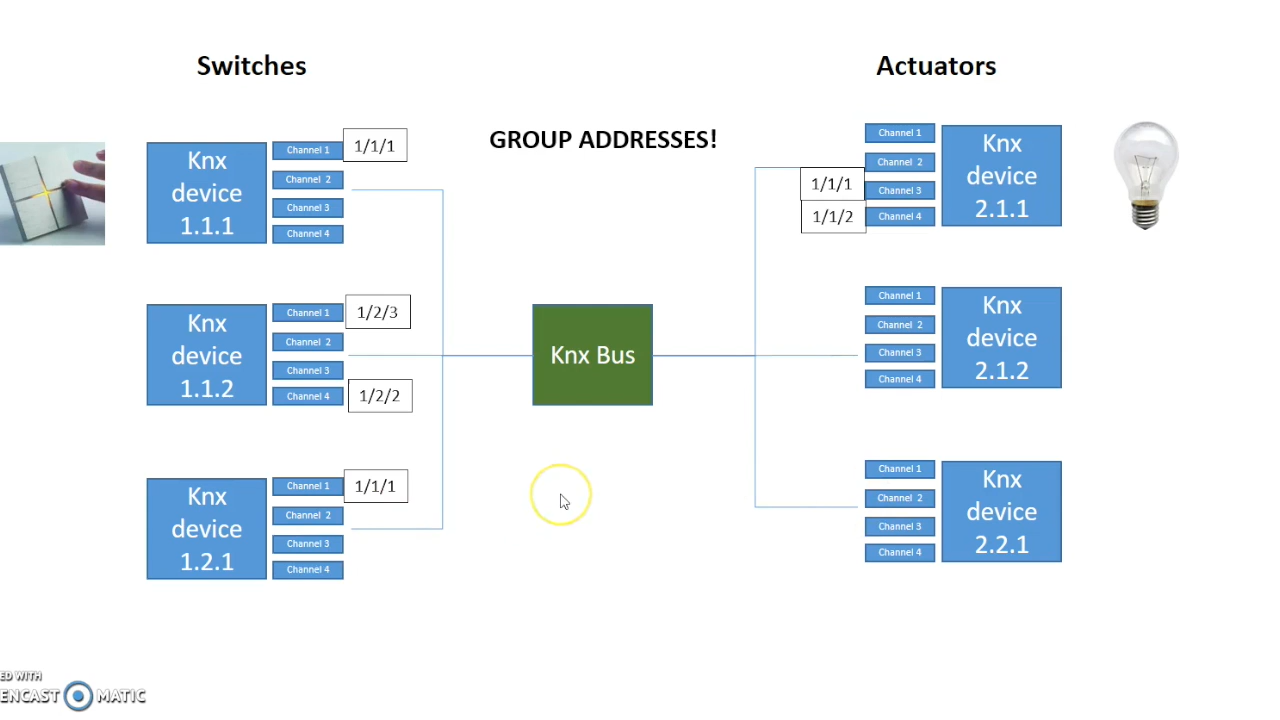 Switches
Actuators
GROUP ADDRESSES!
Knx
device
1.1.1
Channel 1
Channel 2
Channel 3
Channel 4
1/1/1
Knx
device
1.1.2
Channel 1
Channel 2
Channel 3
Channel 4
1/2/3
1/2/2
Knx
device
1.2.1
Channel 1
Channel 2
Channel 3
Channel 4
1/1/1
Knx Bus
Channel 1
Channel 2
Channel 3
Channel 4
1/1/1
1/1/2
Knx
device
2.1.1
Channel 1
Channel 2
Channel 3
Channel 4
Knx
device
2.1.2
Channel 1
Channel 2
Channel 3
Channel 4
Knx
device
2.2.1
ED WITH
ENCAST MATIC